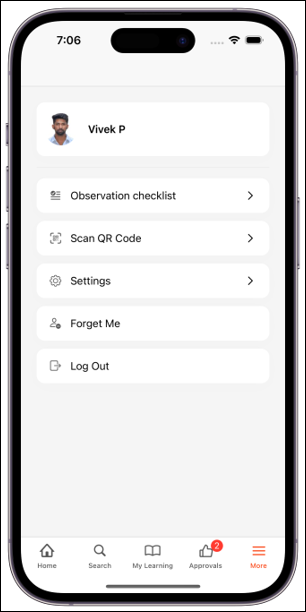 7:06
Vivek P
Observation checklist
Scan QR Code
Settings
Forget Me
Log Out
2
Home Search My Learning Approvals More